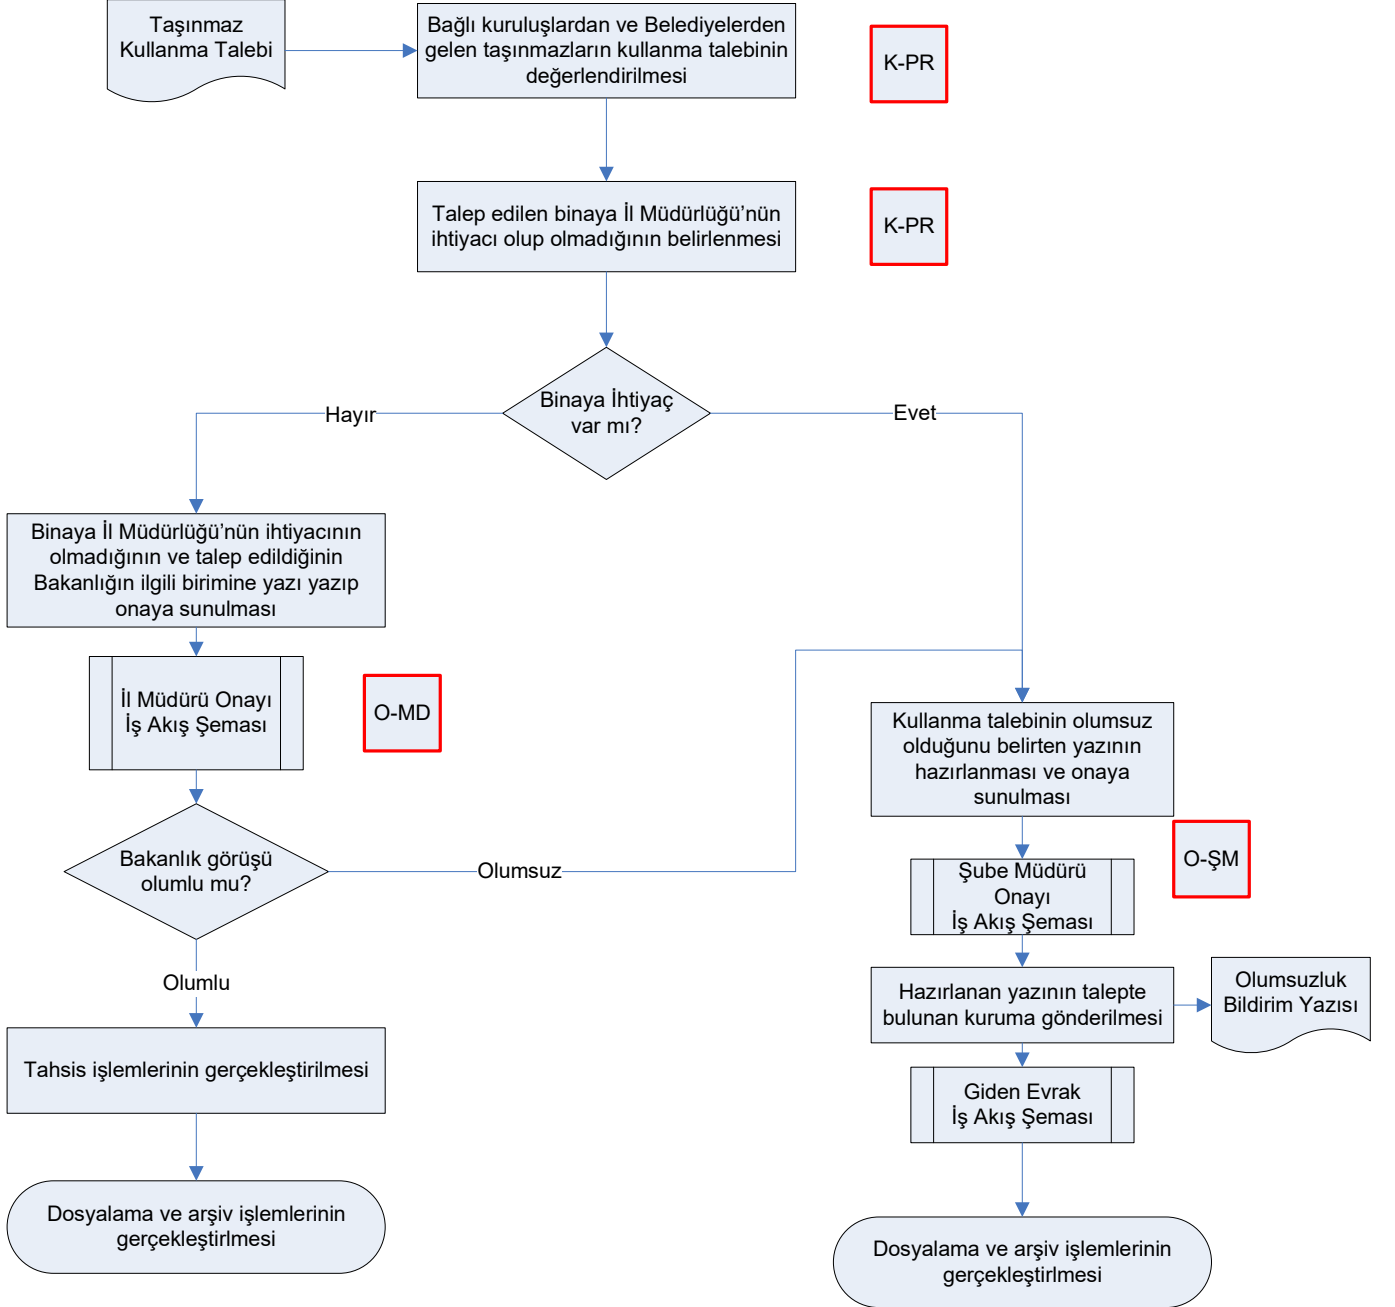 Taşınmaz
Kullanma Talebi
Bağlı kuruluşlardan ve Belediyelerden
gelen taşınmazların kullanma talebinin
değerlendirilmesi
K-PR
Talep edilen binaya İl Müdürlüğü’nün
ihtiyacı olup olmadığının belirlenmesi
K-PR
Binaya İhtiyaç
var mı?
Hayır
Evet
Binaya İl Müdürlüğü’nün ihtiyacının
olmadığının ve talep edildiğinin
Bakanlığın ilgili birimine yazı yazıp
onaya sunulması
İl Müdürü Onayı
İş Akış Şeması
O-MD
Kullanma talebinin olumsuz
olduğunu belirten yazının
hazırlanması ve onaya
sunulması
Bakanlık görüşü
olumlu mu?
Olumsuz
O-ŞM
Şube Müdürü
Onayı
İş Akış Şeması
Olumlu
Hazırlanan yazının talepte
bulunan kuruma gönderilmesi
Olumsuzluk
Bildirim Yazısı
Tahsis işlemlerinin gerçekleştirilmesi
Giden Evrak
İş Akış Şeması
Dosyalama ve arşiv işlemlerinin
gerçekleştirlmesi
Dosyalama ve arşiv işlemlerinin
gerçekleştirlmesi